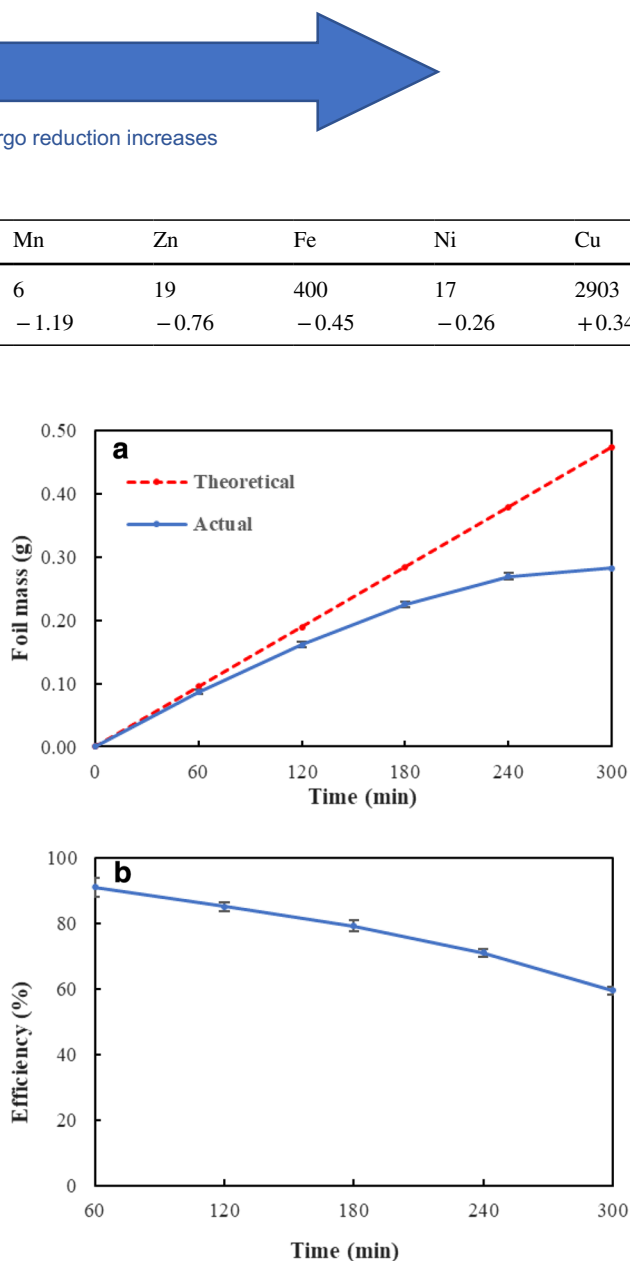 rgo reduction increases
Mn Zn Fe Ni Cu
6 19 400 17 2903
−1.19 −0.76 −0.45 −0.26 +0.34
a
0.50
0.40
0.30
0.20
0.10
0.00
Theoretical
Actual
Foil mass (g)
0 60 120 180 240 300
Time (min)
b
100
80
60
40
20
0
Efficiency (%)
60 120 180 240 300
Time (min)